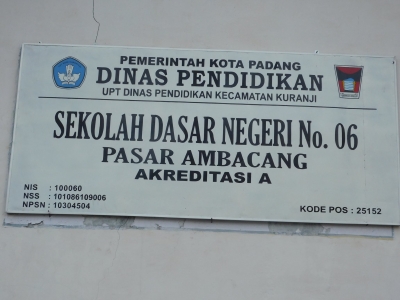 PEMERINTAH KOTA PADANG
DINAS PENDIDIKAN
UPT DINAS PENDIDIKAN KECAMATAN KURANJI
SEKOLAH DASAR NEGERI No. 06
PASAR AMBACANG
AKREDITASI A
NIS : 100060
NSS : 101086109006
NPSN : 10304504
KODE POS : 25152